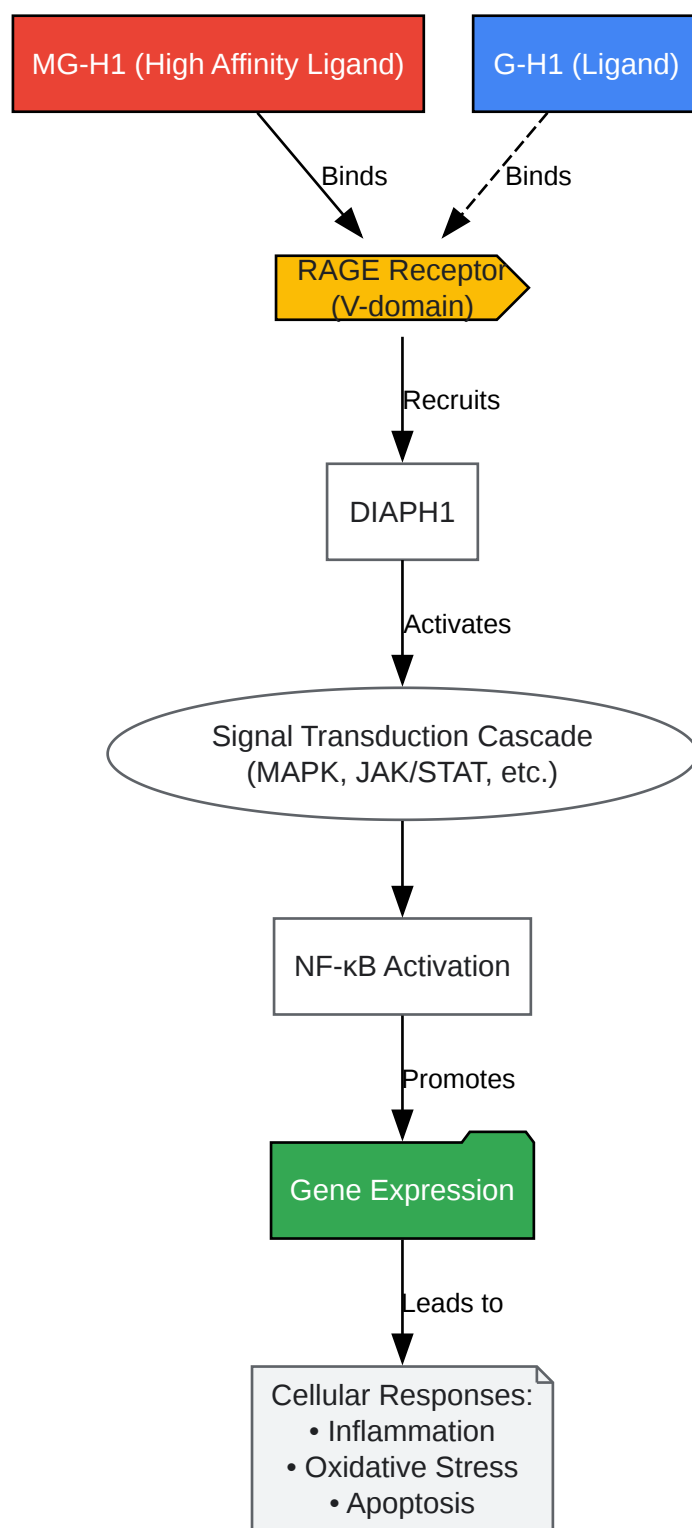 MG-H1 (High Affinity Ligand)
G-H1 (Ligand)
Binds
Binds
RAGE Receptor
(V-domain)
Recruits
DIAPH1
Activates
Signal Transduction Cascade
(MAPK, JAK/STAT, etc.)
NF-κB Activation
Promotes
Gene Expression
Leads to
Cellular Responses:
• Inflammation
• Oxidative Stress
• Apoptosis